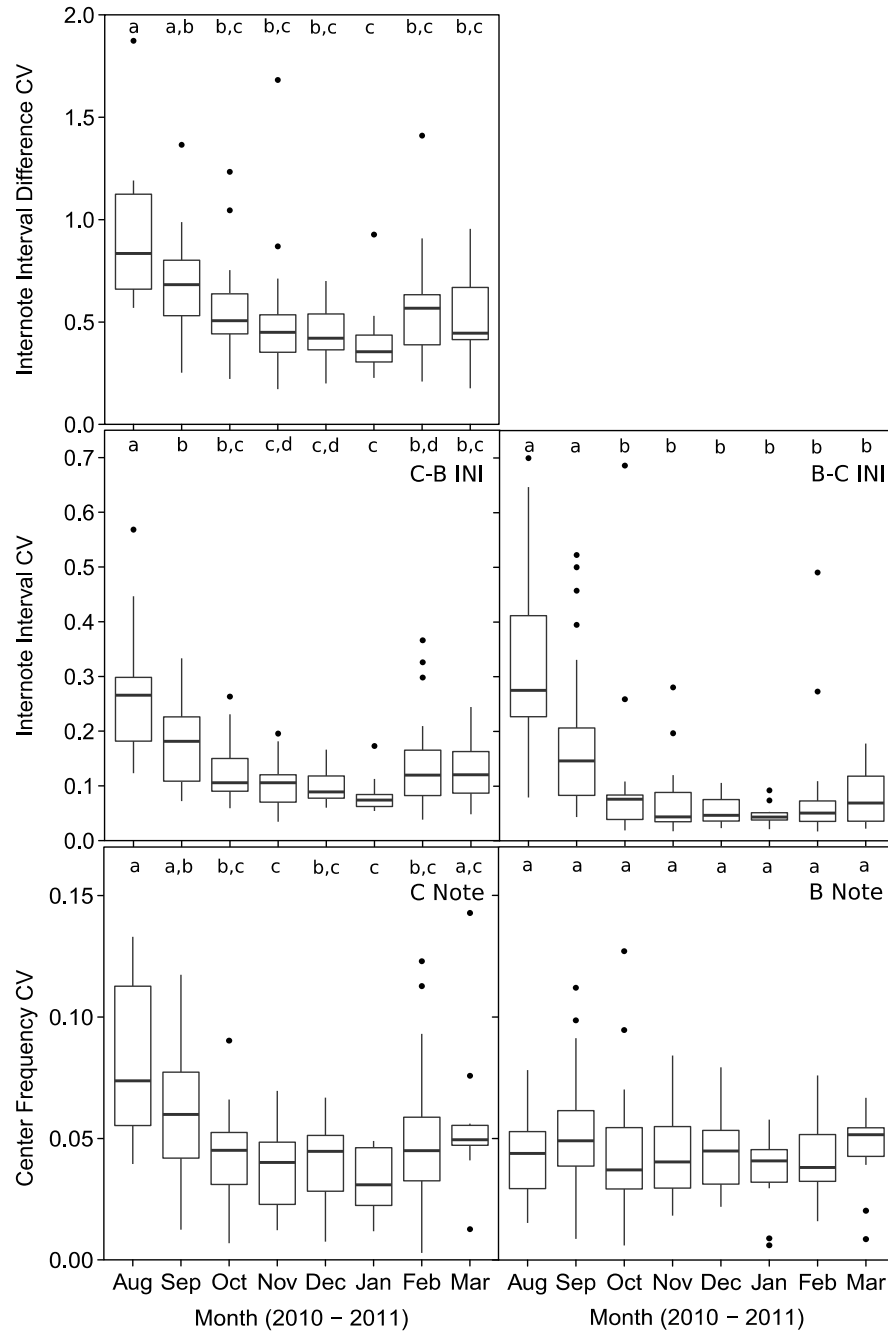 a a,b b,c b,c b,c c b,c b,c
2.0
1.5
1.0
0.5
0.0
Internote Interval Difference CV
a b b,c c,d c,d c b,d b,c
C-B INI
a a b b b b b b
B-C INI
0.7
0.6
0.5
0.4
0.3
0.2
0.1
0.0
Internote Interval CV
a a,b b,c c b,c c b,c a,c
C Note
a a a a a a a a
B Note
0.15
0.10
0.05
0.00
Center Frequency CV
Aug Sep Oct Nov Dec Jan Feb Mar
Aug Sep Oct Nov Dec Jan Feb Mar
Month (2010 − 2011)
Month (2010 − 2011)